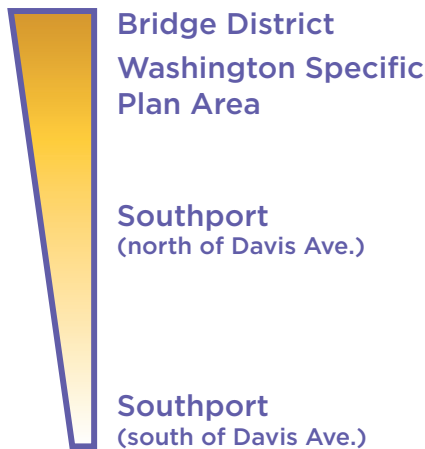 Bridge District
Washington Specific
Plan Area
Southport
(north of Davis Ave.)
Southport
(south of Davis Ave.)